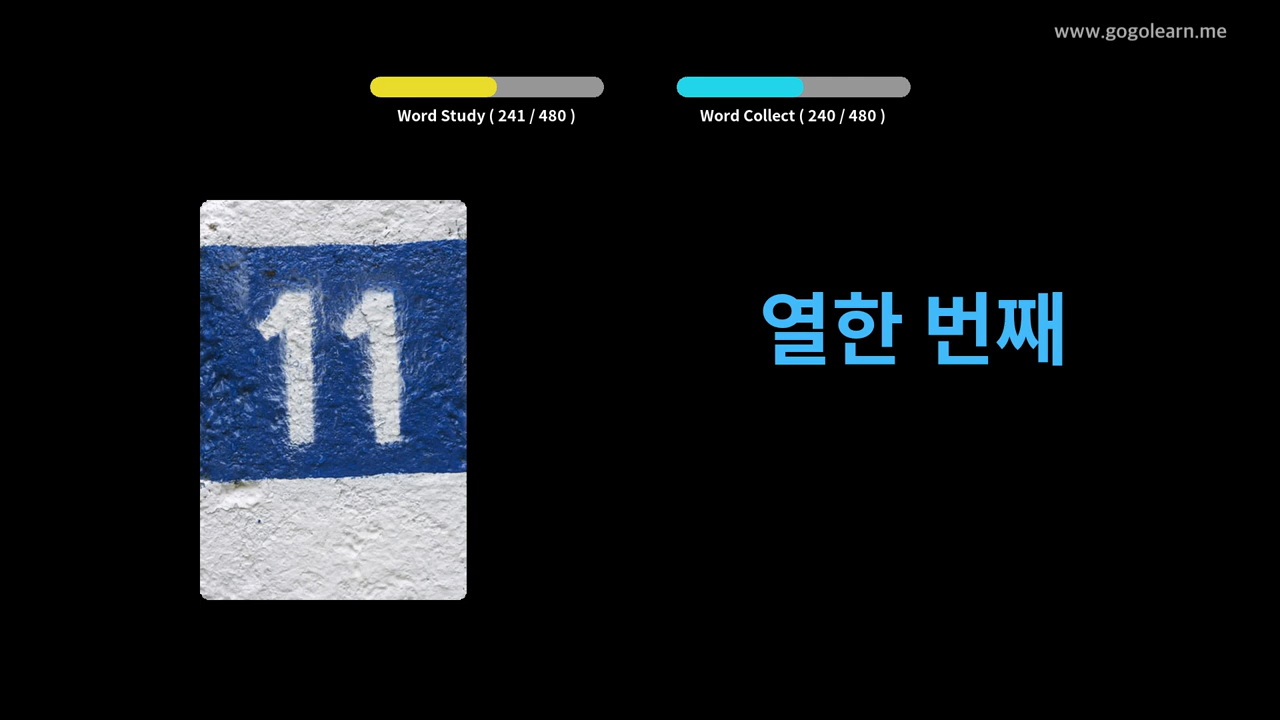 www.gogolearn.me
Word Study ( 241 / 480 )
Word Collect ( 240 / 480 )
11
열한 번째